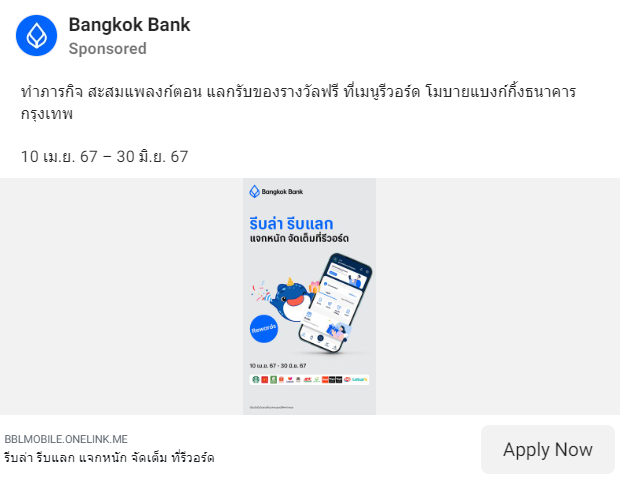 Bangkok Bank
Sponsored
ทำภารกิจ สะสมแพลงก์ตอน แลกรับของรางวัลฟรี ที่เมนูรีวอร์ด โมบายแบงก์กิ้งธนาคาร
กรุงเทพ
10 เม.ย. 67 – 30 มิ.ย. 67
Bangkok Bank
รีบล่า รีบแลก
แจกหนัก จัดเต็มที่รีวอร์ด
Rewards
10 เม.ย. 67 - 30 มิ.ย. 67
BBLMOBILE.ONELINK.ME
รีบล่า รีบแลก แจกหนัก จัดเต็ม ที่รีวอร์ด
Apply Now